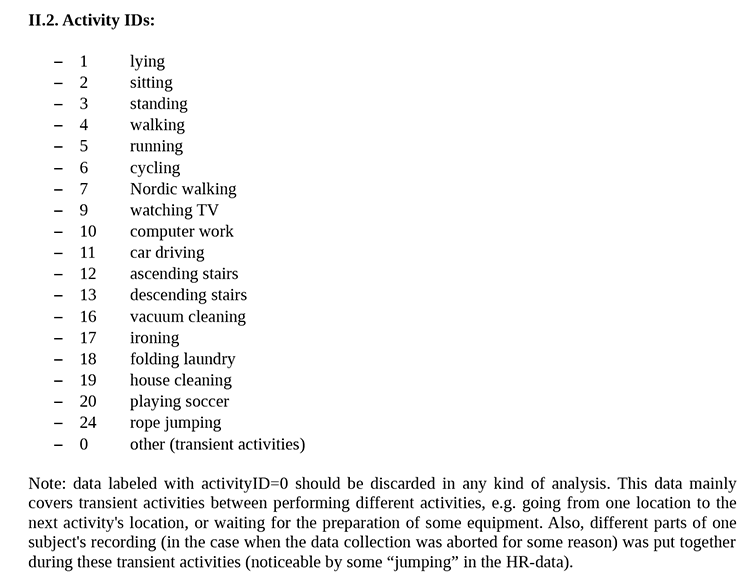 II.2. Activity IDs:
– 1 lying
– 2 sitting
– 3 standing
– 4 walking
– 5 running
– 6 cycling
– 7 Nordic walking
– 9 watching TV
– 10 computer work
– 11 car driving
– 12 ascending stairs
– 13 descending stairs
– 16 vacuum cleaning
– 17 ironing
– 18 folding laundry
– 19 house cleaning
– 20 playing soccer
– 24 rope jumping
– 0 other (transient activities)
Note: data labeled with activityID=0 should be discarded in any kind of analysis. This data mainly
covers transient activities between performing different activities, e.g. going from one location to the
next activity's location, or waiting for the preparation of some equipment. Also, different parts of one
subject's recording (in the case when the data collection was aborted for some reason) was put together
during these transient activities (noticeable by some “jumping” in the HR-data).